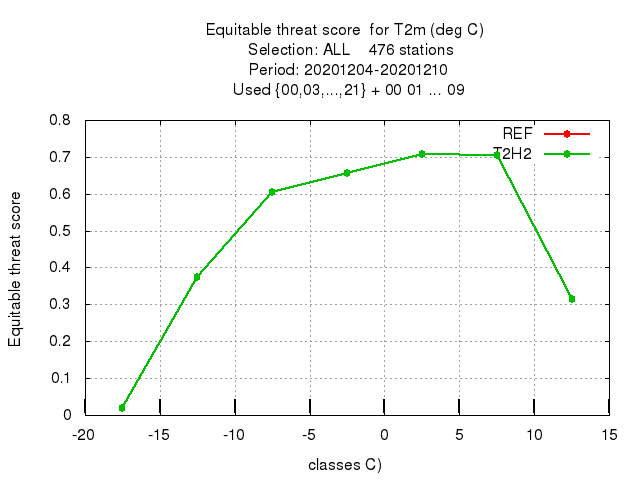 Equitable threat score  for T2m (deg C)
Selection: ALL    476 stations
Period: 20201204-20201210
Used {00,03,...,21} + 00 01 ... 09
0.8
0.7
0.6
0.5
0.4
0.3
0.2
0.1
0
Equitable threat score
REF
T2H2
-20 -15 -10 -5 0 5 10 15
classes C)